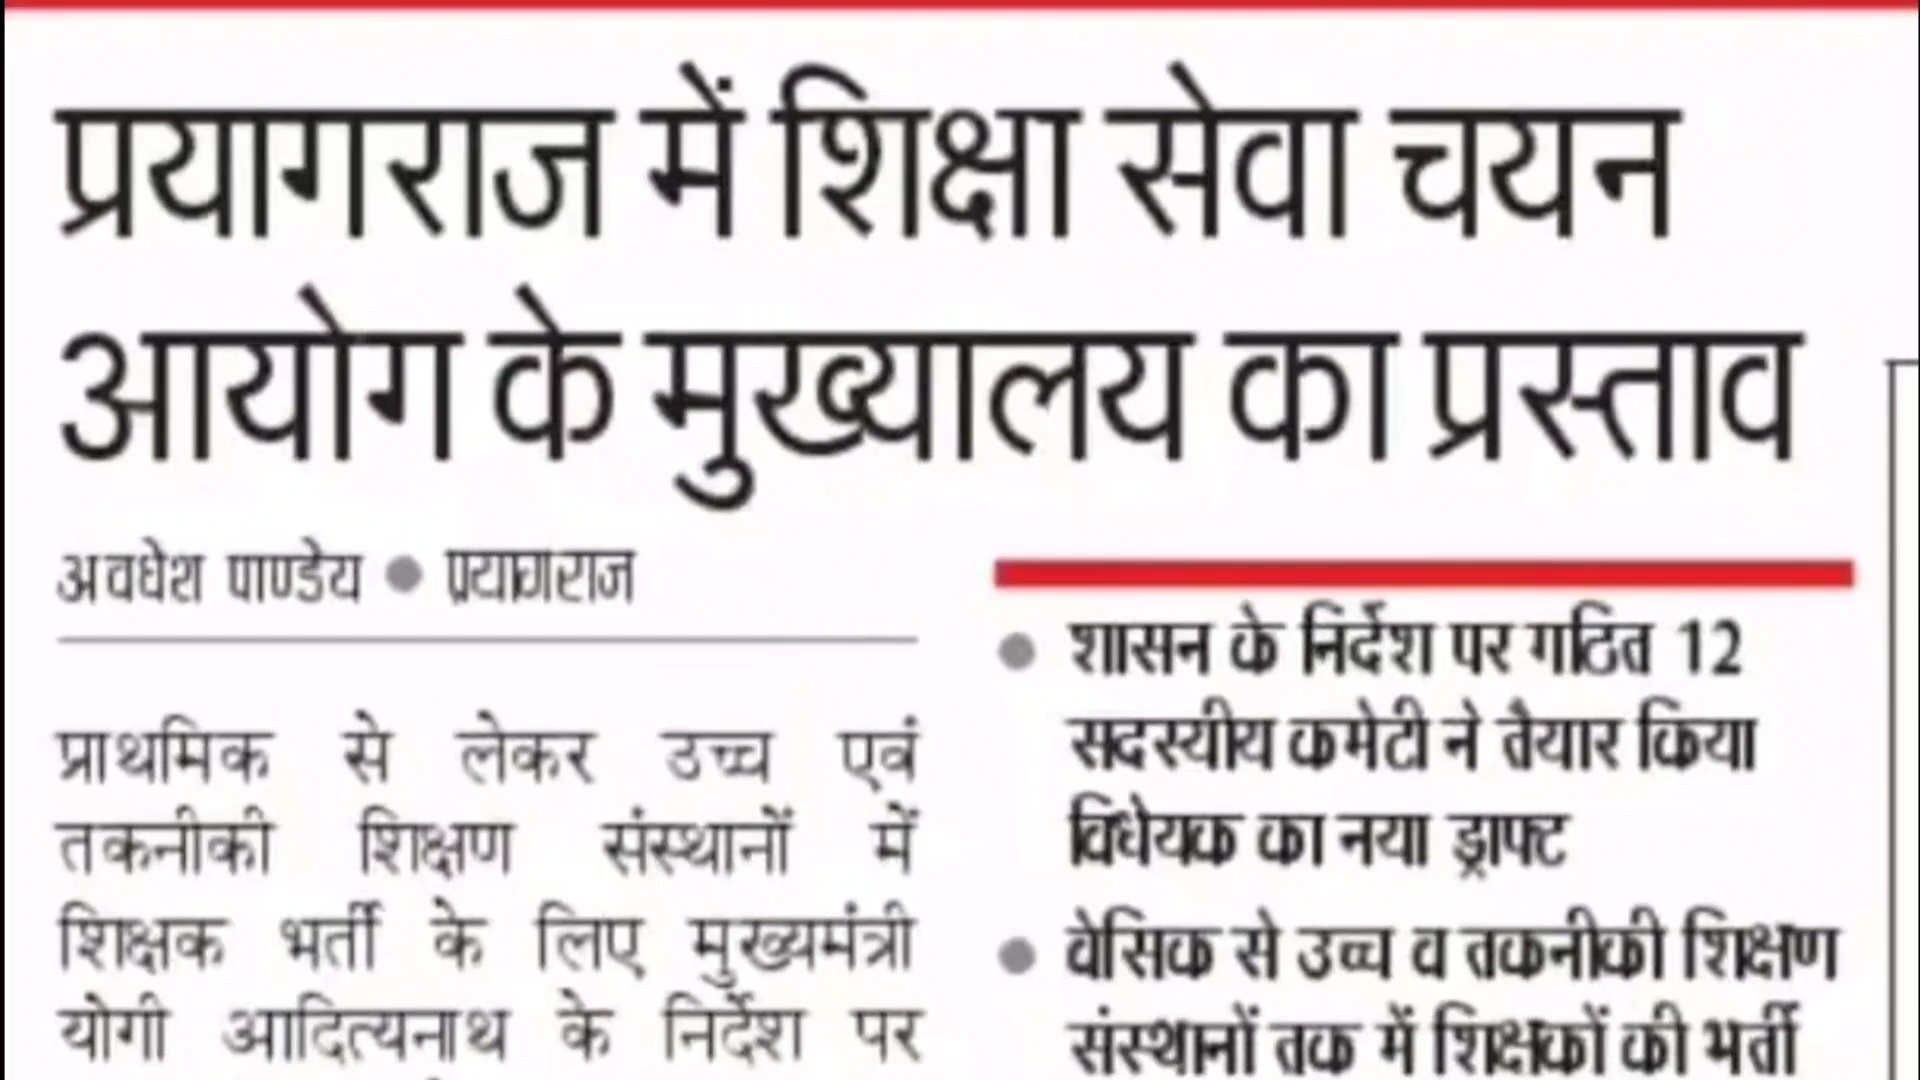 प्रयागराज में शिक्षा सेवा चयन
आयोग के मुख्यालय का प्रस्ताव
अवधेश पाण्डेय ● प्रयागराज
प्राथमिक से लेकर उच्च एवं
तकनीकी शिक्षण संस्थानों में
शिक्षक भर्ती के लिए मुख्यमंत्री
योगी आदित्यनाथ के निर्देश पर
● शासन के निर्देश पर गठित 12
सदस्यीय कमेटी ने तैयार किया
विधेयक का नया ड्राफ्ट
● वेसिक से उच्च व तकनीकी शिक्षण
संस्थानों तक में शिक्षकों की भर्ती